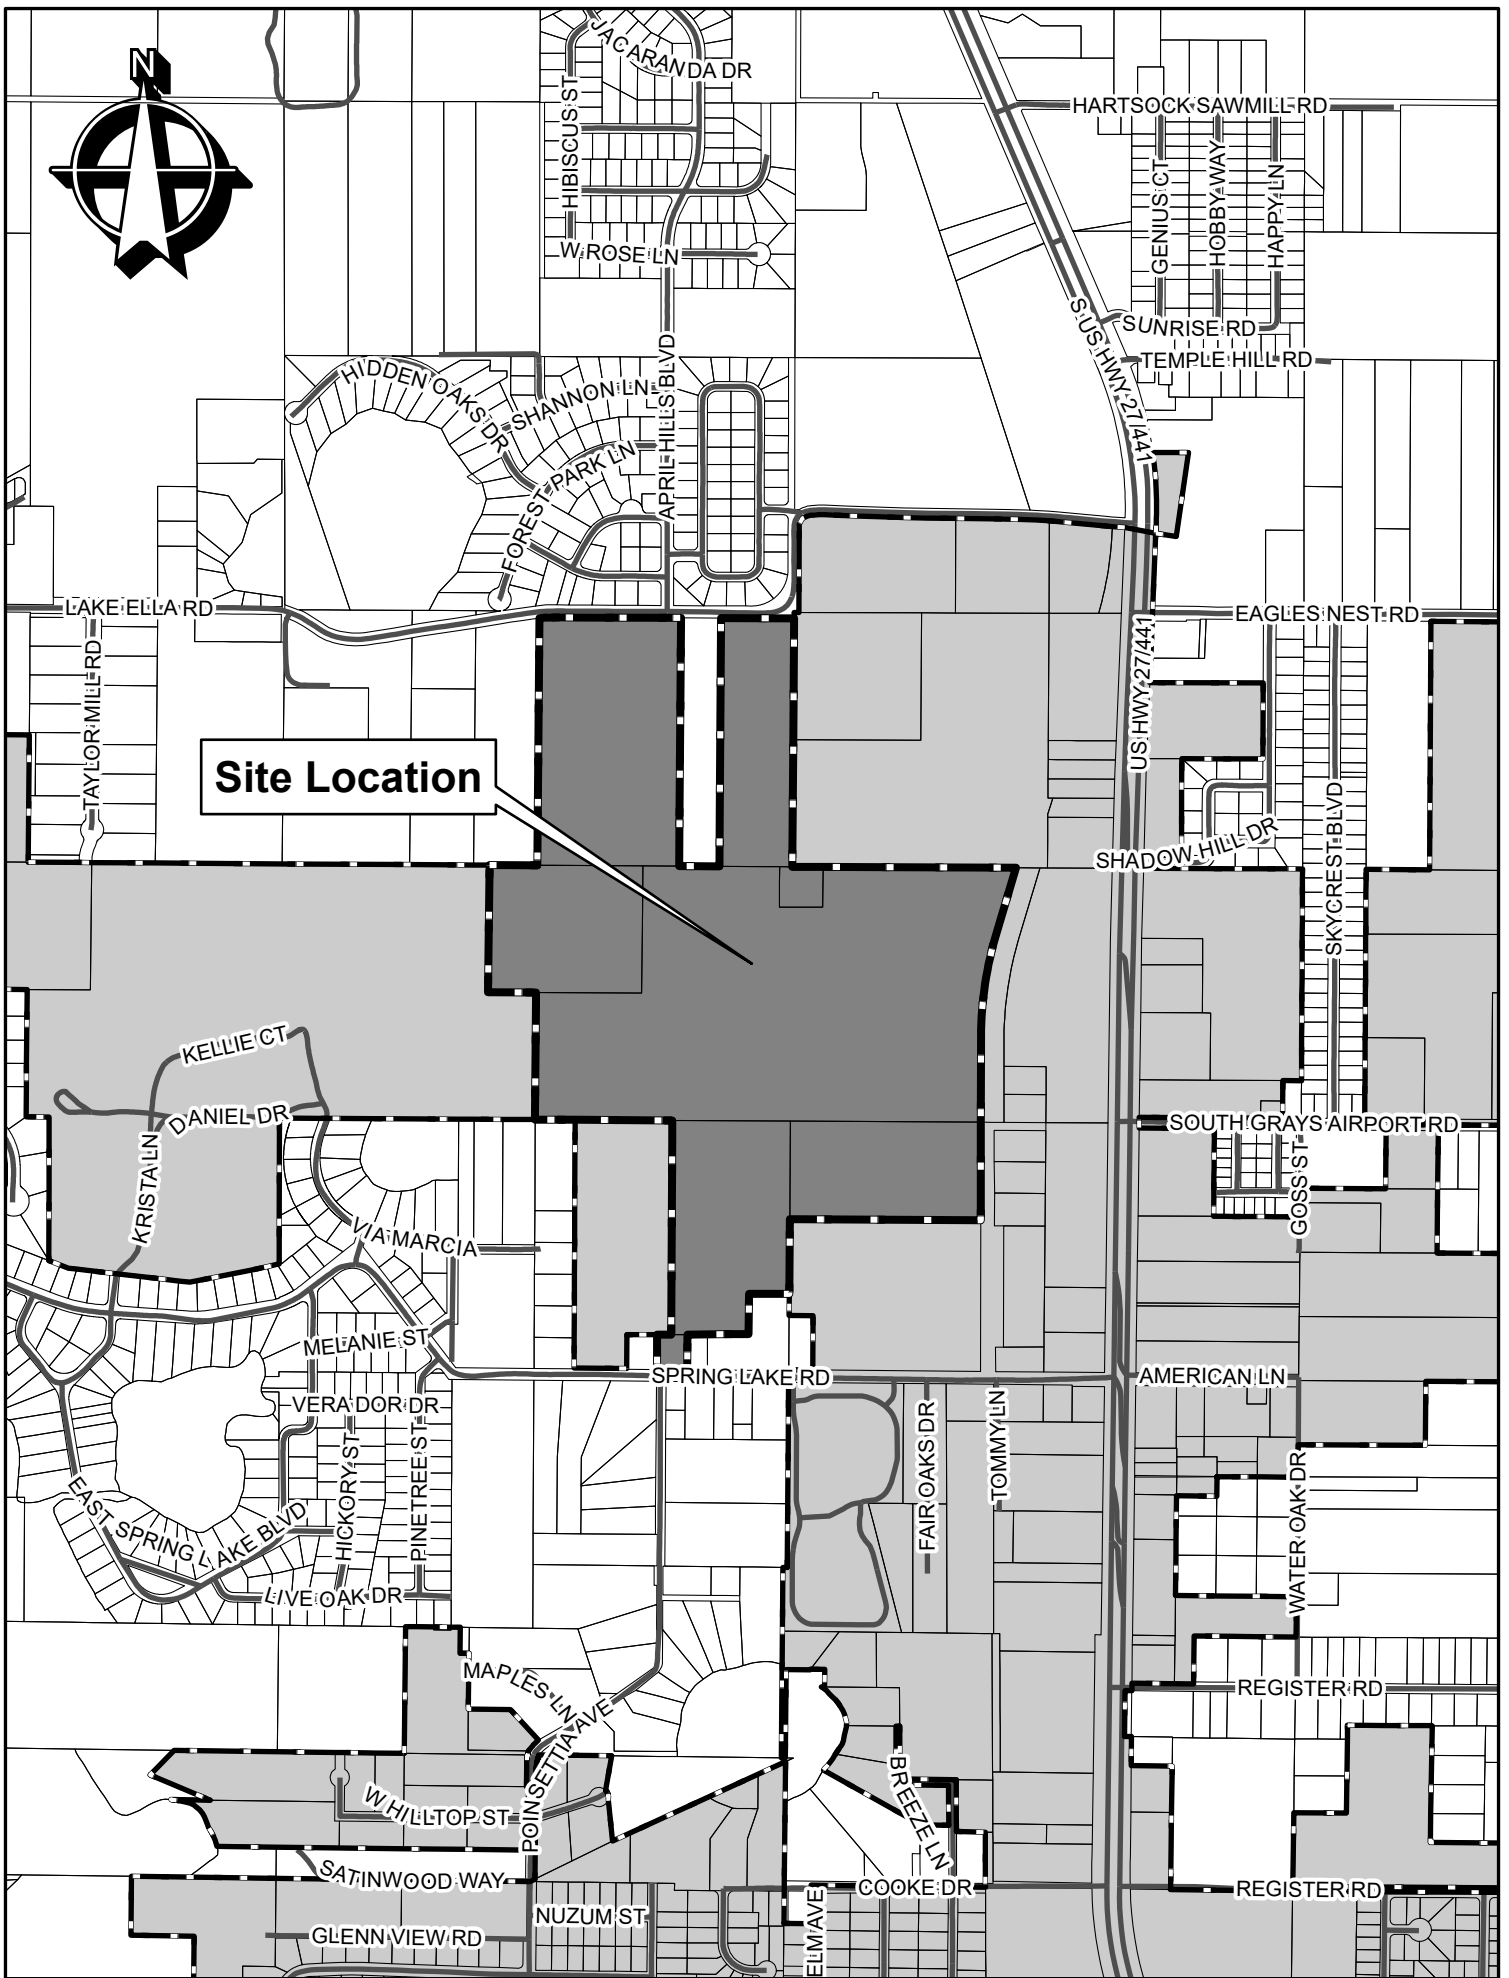 N
JACARANDA DR
HIBISCUS ST
HARTSOCK SAWMILL RD
GENIUS CT
HOBBY WAY
HAPPY LN
W ROSE LN
S US HWY 27/441
SUNRISE RD
TEMPLE HILL RD
APRIL HILLS BLVD
HIDDEN OAKS DR
SHANNON LN
FOREST PARK LN
LAKE ELLA RD
EAGLES NEST RD
TAYLOR MILL RD
US HWY 27/441
Site Location
SKYCREST BLVD
SHADOW HILL DR
KELLIE CT
DANIEL DR
SOUTH GRAYS AIRPORT RD
KRISTA LN
GOSS ST
VIA MARCIA
MELANIE ST
SPRING LAKE RD
AMERICAN LN
VERA DOR DR
HICKORY ST
PINETREE ST
FAIR OAKS DR
TOMMY LN
WATER OAK DR
EAST SPRING LAKE BLVD
LIVE OAK DR
MAPLES LN
POINSETTIA AVE
REGISTER RD
BREEZE LN
W HILLTOP ST
SATINWOOD WAY
COOKE DR
REGISTER RD
NUZUM ST
ELM AVE
GLENN VIEW RD